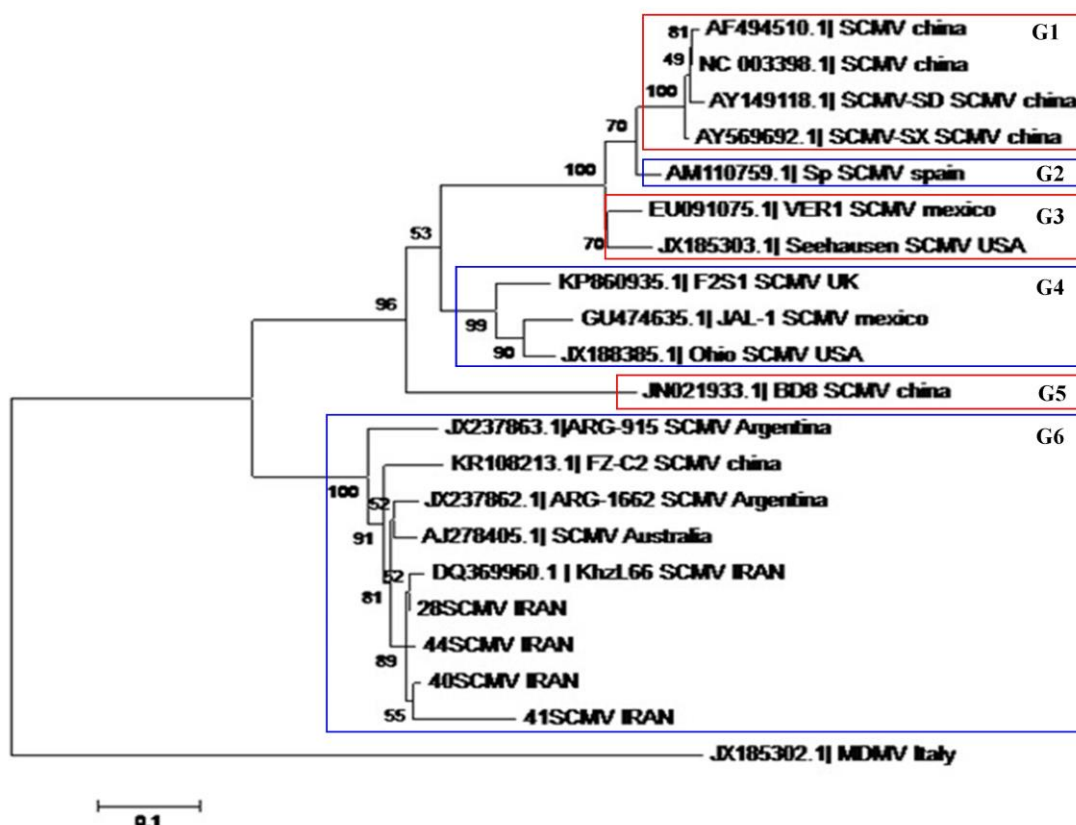 AF494510.1| SCMV china
G1
81
49
NC 003398.1| SCMV china
100
AY149118.1| SCMV-SD SCMV china
70
AY569692.1| SCMV-SX SCMV china
100
AM110759.1| Sp SCMV spain
G2
EU091075.1| VER1 SCMV mexico
G3
53
70
JX185303.1| Seehausen SCMV USA
KP860935.1| F2S1 SCMV UK
G4
96
99
GU474635.1| JAL-1 SCMV mexico
90
JX188385.1| Ohio SCMV USA
JN021933.1| BD8 SCMV china
G5
JX237863.1|ARG-915 SCMV Argentina
G6
KR108213.1| FZ-C2 SCMV china
100
52
JX237862.1| ARG-1662 SCMV Argentina
91
AJ278405.1| SCMV Australia
52
DQ369960.1 | KhzL66 SCMV IRAN
81
28SCMV IRAN
44SCMV IRAN
89
40SCMV IRAN
55
41SCMV IRAN
JX185302.1| MDMV Italy
0.1